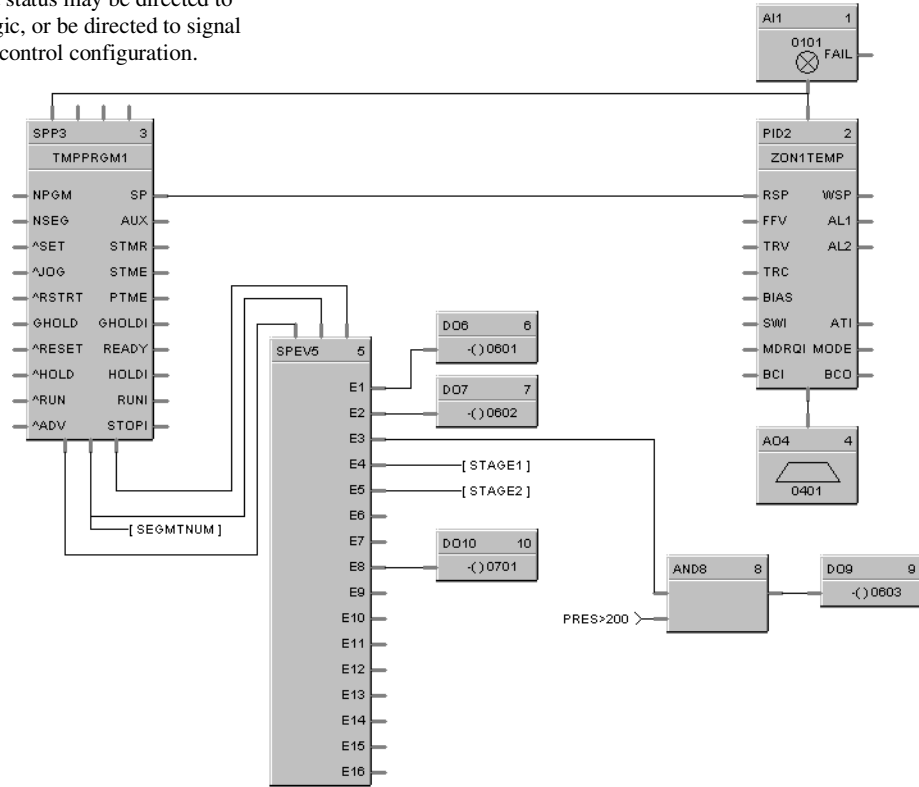 status may be directed to
gic, or be directed to signal
control configuration.
AI1 1
0101
FAIL
SPP3 3
TMPPRGM1
NPGM SP
NSEG AUX
^SET STMR
^JOG STME
^RSTRT PTME
GHOLD GHOLDI
^RESET READY
^HOLD HOLDI
^RUN RUNI
^ADV STOPI
PID2 2
ZON1TEMP
RSP WSP
FFV AL1
TRV AL2
TRC
BIAS
SWI ATI
MDRQI MODE
BCI BCO
SPEV5 5
E1
E2
E3
E4
E5
E6
E7
E8
E9
E10
E11
E12
E13
E14
E15
E16
DO6 6
-( ) 0601
DO7 7
-( ) 0602
[ STAGE1 ]
[ STAGE2 ]
[ SEGMTNUM ]
DO10 10
-( ) 0701
AO4 4
0401
AND8 8
PRES>200
DO9 9
-( ) 0603